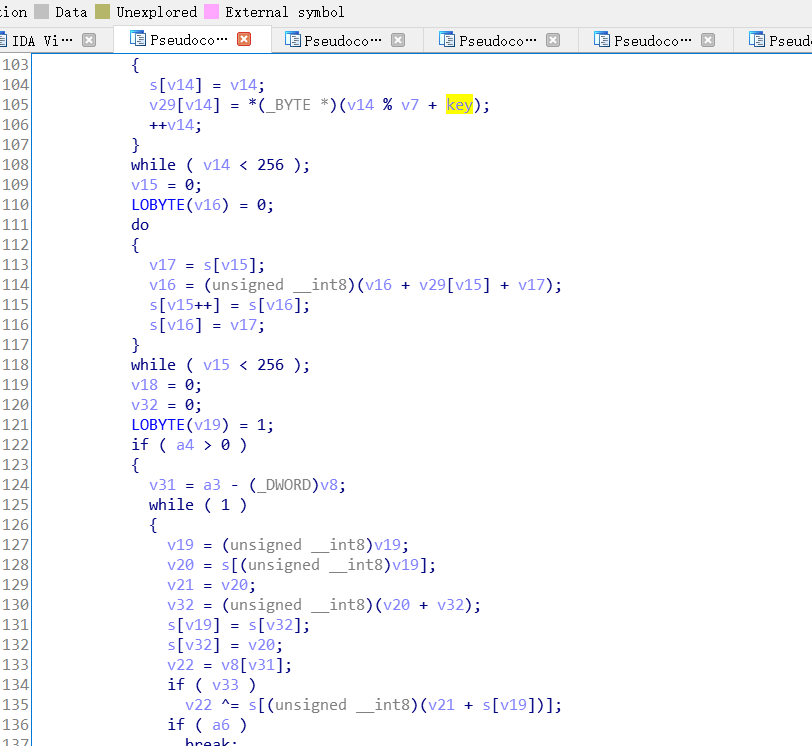 tion Data Unexplored External symbol
IDA Vi··· Pseudoco··· Pseudoco··· Pseudoco··· Pseudoco··· Pseud
103 {
104 s[v14] = v14;
105 v29[v14] = *(_BYTE *)(v14 % v7 + key);
106 ++v14;
107 }
108 while ( v14 < 256 );
109 v15 = 0;
110 LOBYTE(v16) = 0;
111 do
112 {
113 v17 = s[v15];
114 v16 = (unsigned __int8)(v16 + v29[v15] + v17);
115 s[v15++] = s[v16];
116 s[v16] = v17;
117 }
118 while ( v15 < 256 );
119 v18 = 0;
120 v32 = 0;
121 LOBYTE(v19) = 1;
122 if ( a4 > 0 )
123 {
124 v31 = a3 - (_DWORD)v8;
125 while ( 1 )
126 {
127 v19 = (unsigned __int8)v19;
128 v20 = s[(unsigned __int8)v19];
129 v21 = v20;
130 v32 = (unsigned __int8)(v20 + v32);
131 s[v19] = s[v32];
132 s[v32] = v20;
133 v22 = v8[v31];
134 if ( v33 )
135 v22 ^= s[(unsigned __int8)(v21 + s[v19])];
136 if ( a6 )
137 break;